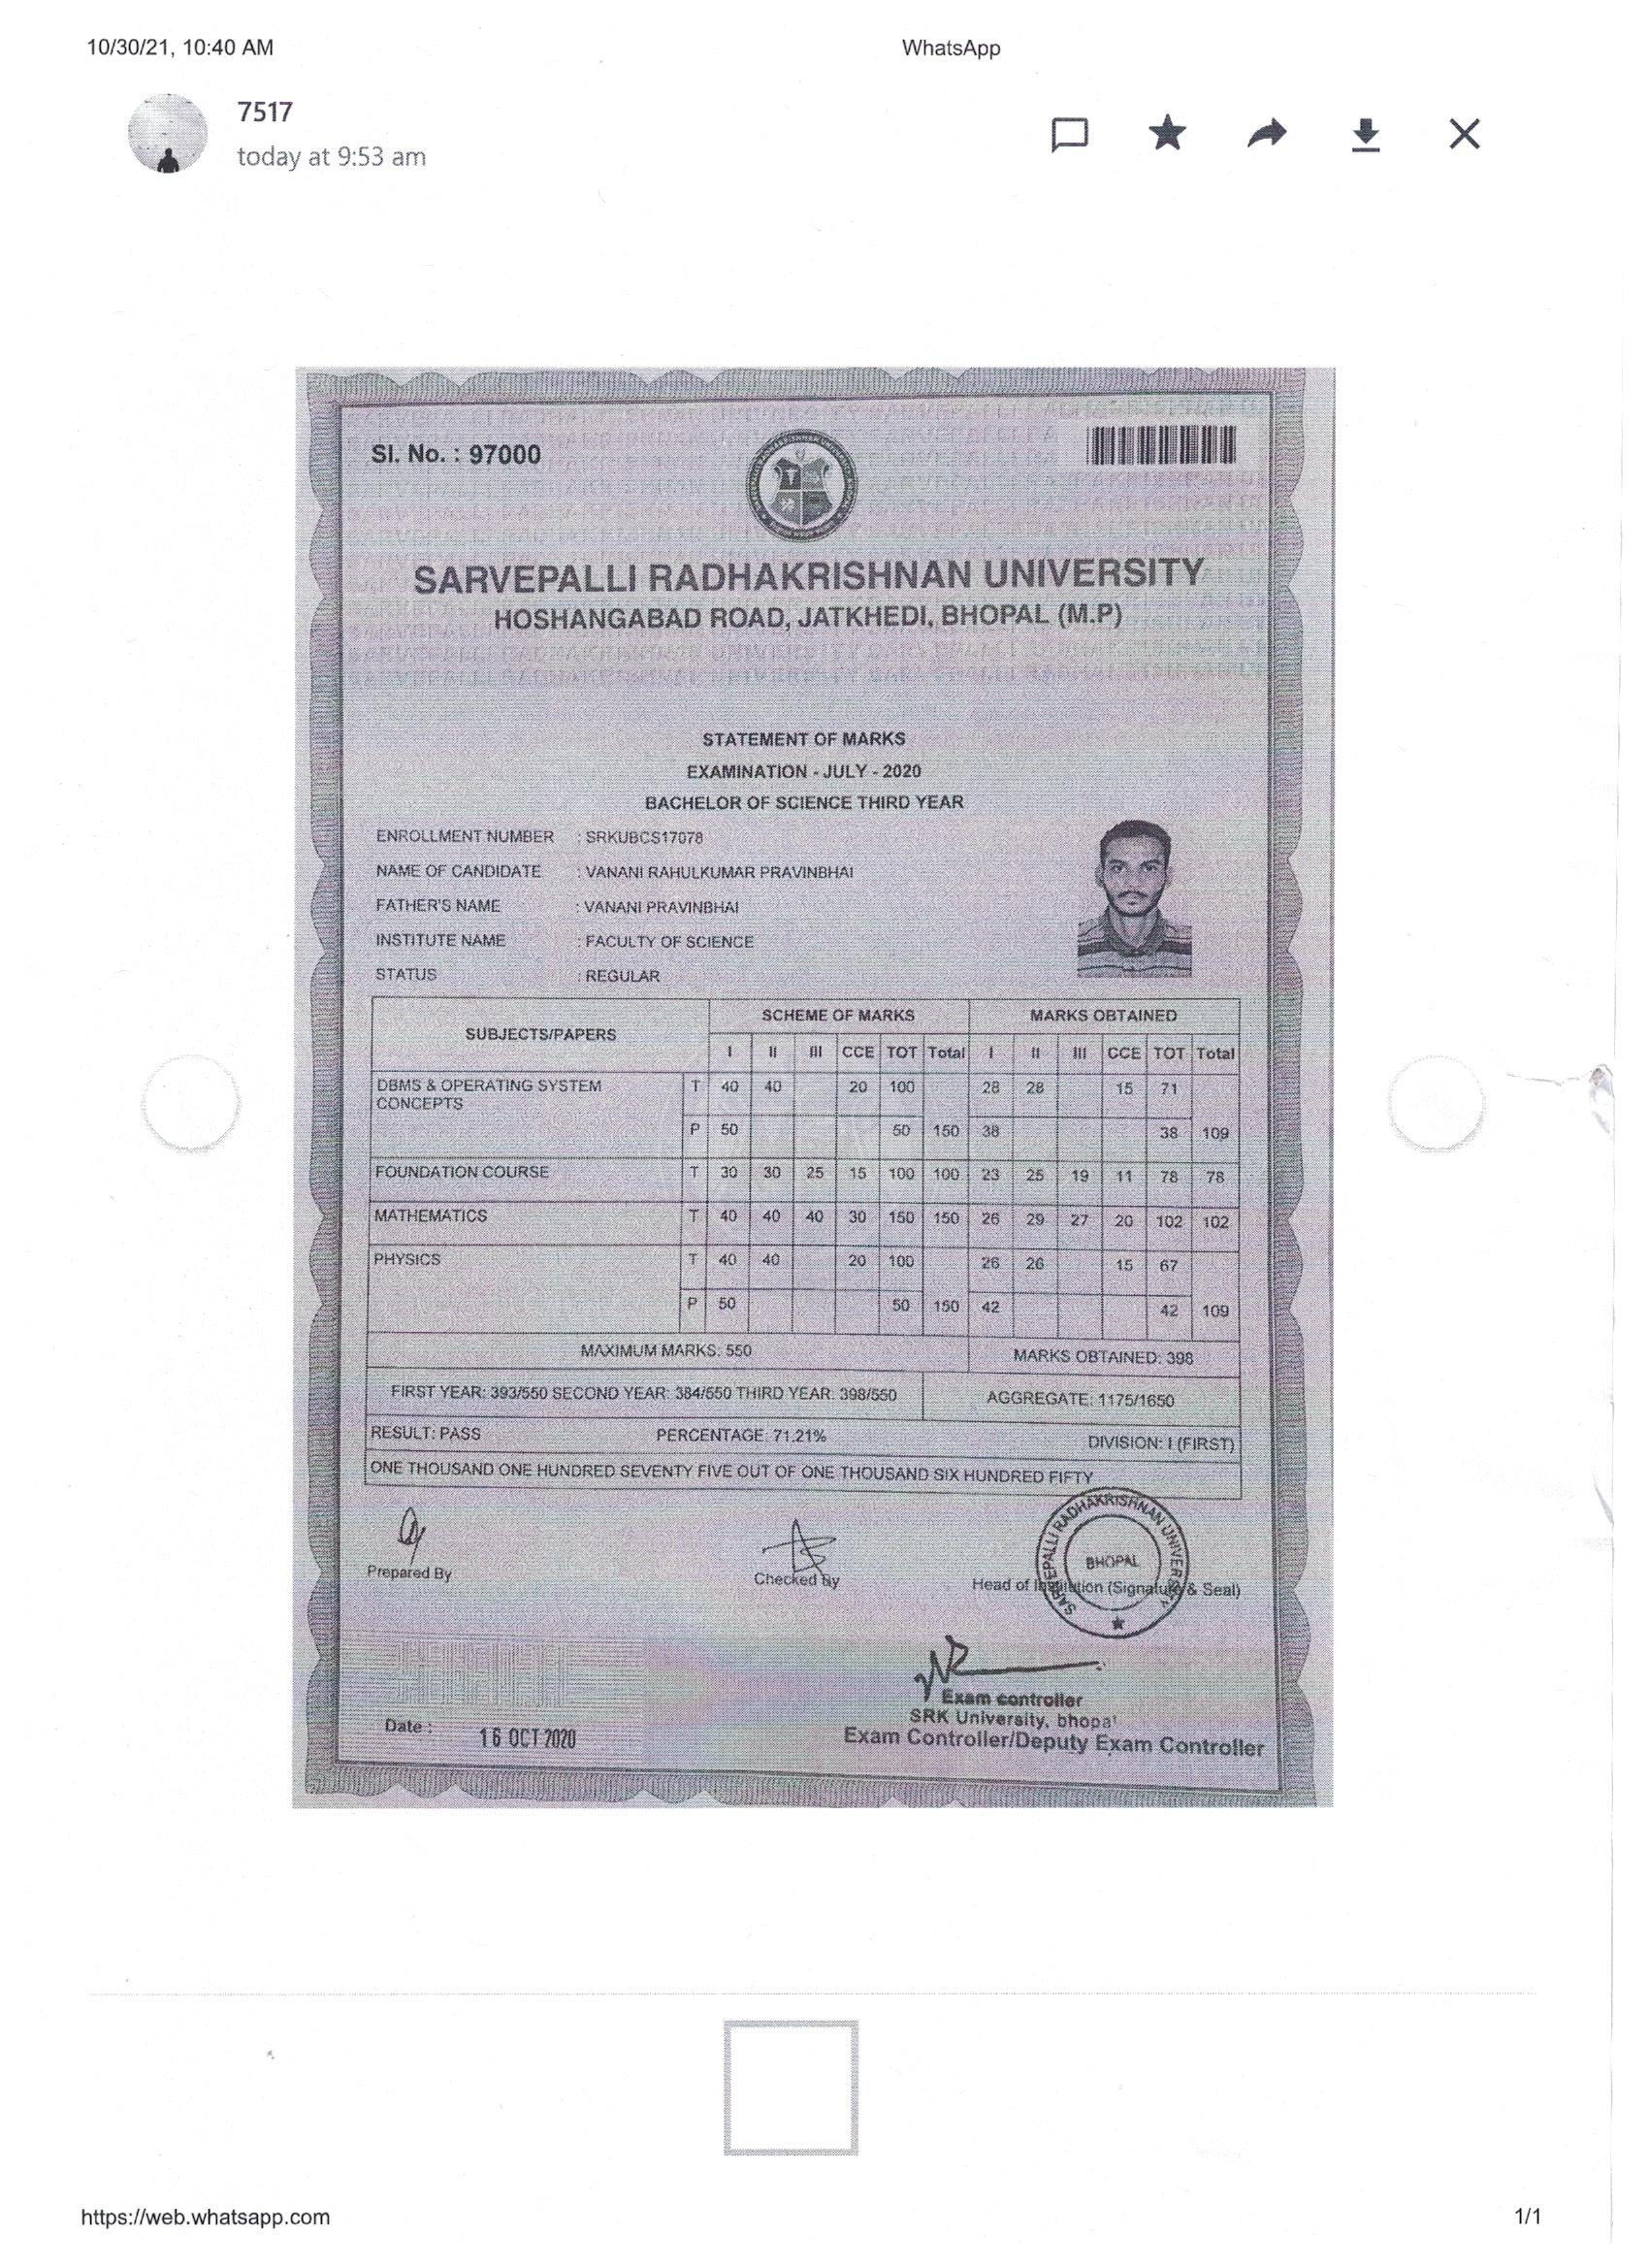 10/30/21, 10:40 AM WhatsApp
7517
today at 9:53 am
Sl. No. : 97000
SARVEPALLI RADHAKRISHNAN UNIVERSITY
HOSHANGABAD ROAD, JATKHEDI, BHOPAL (M.P)
STATEMENT OF MARKS
EXAMINATION - JULY - 2020
BACHELOR OF SCIENCE THIRD YEAR
ENROLLMENT NUMBER : SRKUBCS17078
NAME OF CANDIDATE : VANANI RAHULKUMAR PRAVINBHAI
FATHER'S NAME : VANANI PRAVINBHAI
INSTITUTE NAME : FACULTY OF SCIENCE
STATUS : REGULAR
SUBJECTS/PAPERS SCHEME OF MARKS MARKS OBTAINED
I II III CCE TOT Total I II III CCE TOT Total
DBMS & OPERATING SYSTEM T 40 40 20 100 28 28 15 71
CONCEPTS
P 50 50 150 38 38 109
FOUNDATION COURSE T 30 30 25 15 100 100 23 25 19 11 78 78
MATHEMATICS T 40 40 40 30 150 150 26 29 27 20 102 102
PHYSICS T 40 40 20 100 26 26 15 67
P 50 50 150 42 42 109
MAXIMUM MARKS: 550 MARKS OBTAINED: 398
FIRST YEAR: 393/550 SECOND YEAR: 384/550 THIRD YEAR: 398/550 AGGREGATE: 1175/1650
RESULT: PASS PERCENTAGE: 71.21% DIVISION: I (FIRST)
ONE THOUSAND ONE HUNDRED SEVENTY FIVE OUT OF ONE THOUSAND SIX HUNDRED FIFTY
SARVEPALLI RADHAKRISHNAN UNIVERSITY
BHOPAL
Prepared By Checked By Head of Institution (Signature & Seal)
Exam controller
SRK University, bhopal
Date : 16 OCT 2020 Exam Controller/Deputy Exam Controller
https://web.whatsapp.com 1/1